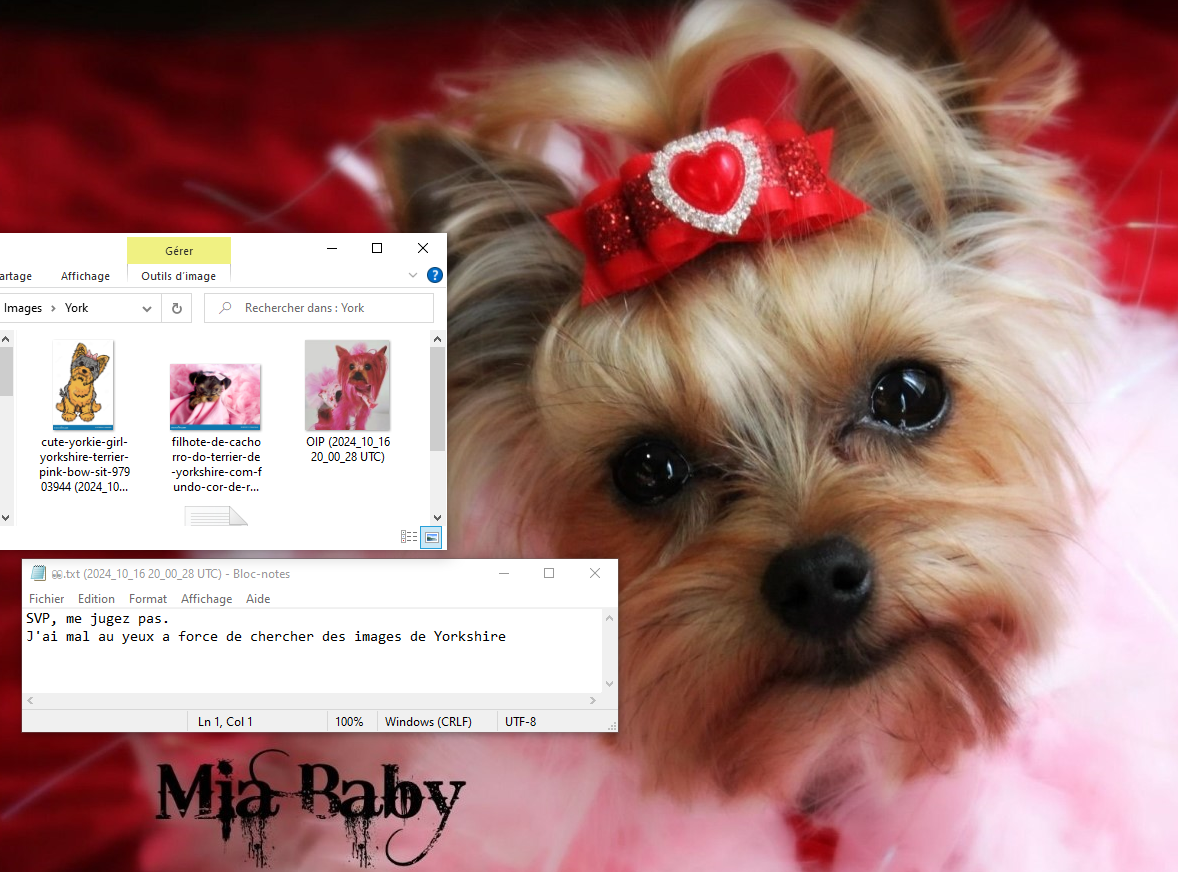 Gérer
artage Affichage Outils d'image
Images > York
Rechercher dans : York
cute-yorkie-girl-
yorkshire-terrier-
pink-bow-sit-979
03944 (2024_10...
filhote-de-cacho
rro-do-terrier-de
-yorkshire-com-f
undo-cor-de-r...
OIP (2024_10_16
20_00_28 UTC)
.txt (2024_10_16 20_00_28 UTC) - Bloc-notes
Fichier Edition Format Affichage Aide
SVP, me jugez pas.
J'ai mal au yeux a force de chercher des images de Yorkshire
Ln 1, Col 1 100% Windows (CRLF) UTF-8
Mia Baby